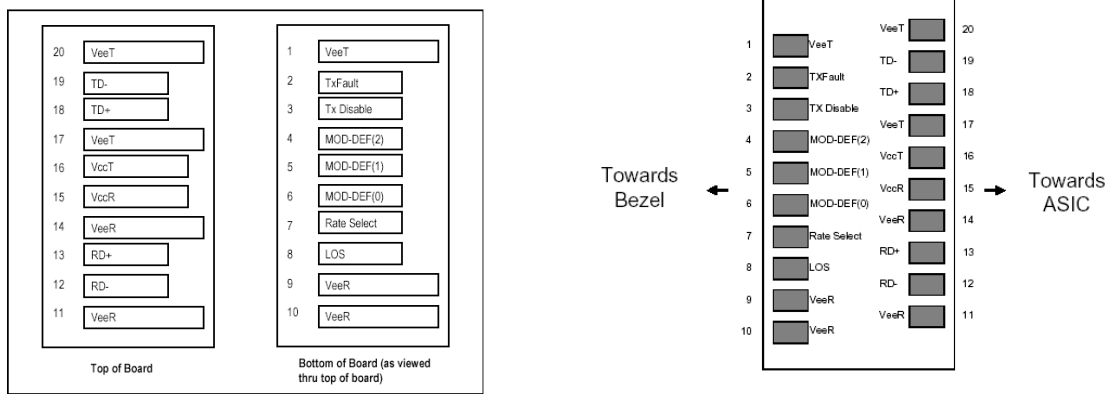 20 VeeT
19 TD-
18 TD+
17 VeeT
16 VccT
15 VccR
14 VeeR
13 RD+
12 RD-
11 VeeR
Top of Board
1 VeeT
2 TxFault
3 Tx Disable
4 MOD-DEF(2)
5 MOD-DEF(1)
6 MOD-DEF(0)
7 Rate Select
8 LOS
9 VeeR
10 VeeR
Bottom of Board (as viewed
thru top of board)
Towards
Bezel
1 VeeT
2 TXFault
3 TX Disable
4 MOD-DEF(2)
5 MOD-DEF(1)
6 MOD-DEF(0)
7 Rate Select
8 LOS
9 VeeR
10 VeeR
VeeT 20
TD- 19
TD+ 18
VeeT 17
VccT 16
VccR 15
VeeR 14
RD+ 13
RD- 12
VeeR 11
Towards
ASIC